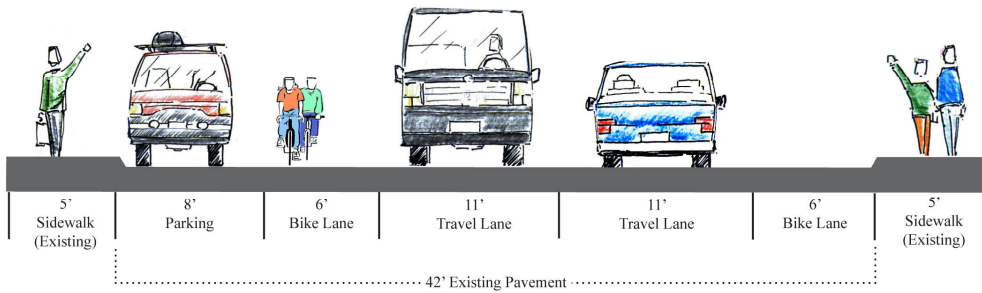 5’
Sidewalk
(Existing)
8’
Parking
6’
Bike Lane
11’
Travel Lane
11’
Travel Lane
6’
Bike Lane
5’
Sidewalk
(Existing)
42’ Existing Pavement